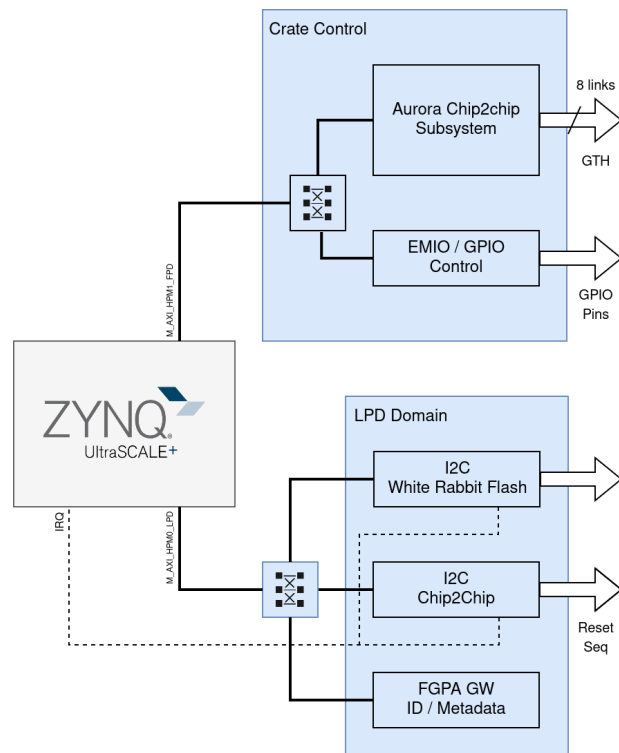 Crate Control
8 links
Aurora Chip2chip
Subsystem
GTH
EMIO / GPIO
Control
GPIO
Pins
M_AXI_HPM1_FPD
ZYNQ®
UltraSCALE+
IRQ
M_AXI_HPM0_LPD
LPD Domain
I2C
White Rabbit Flash
I2C
Chip2Chip
Reset
Seq
FGPA GW
ID / Metadata